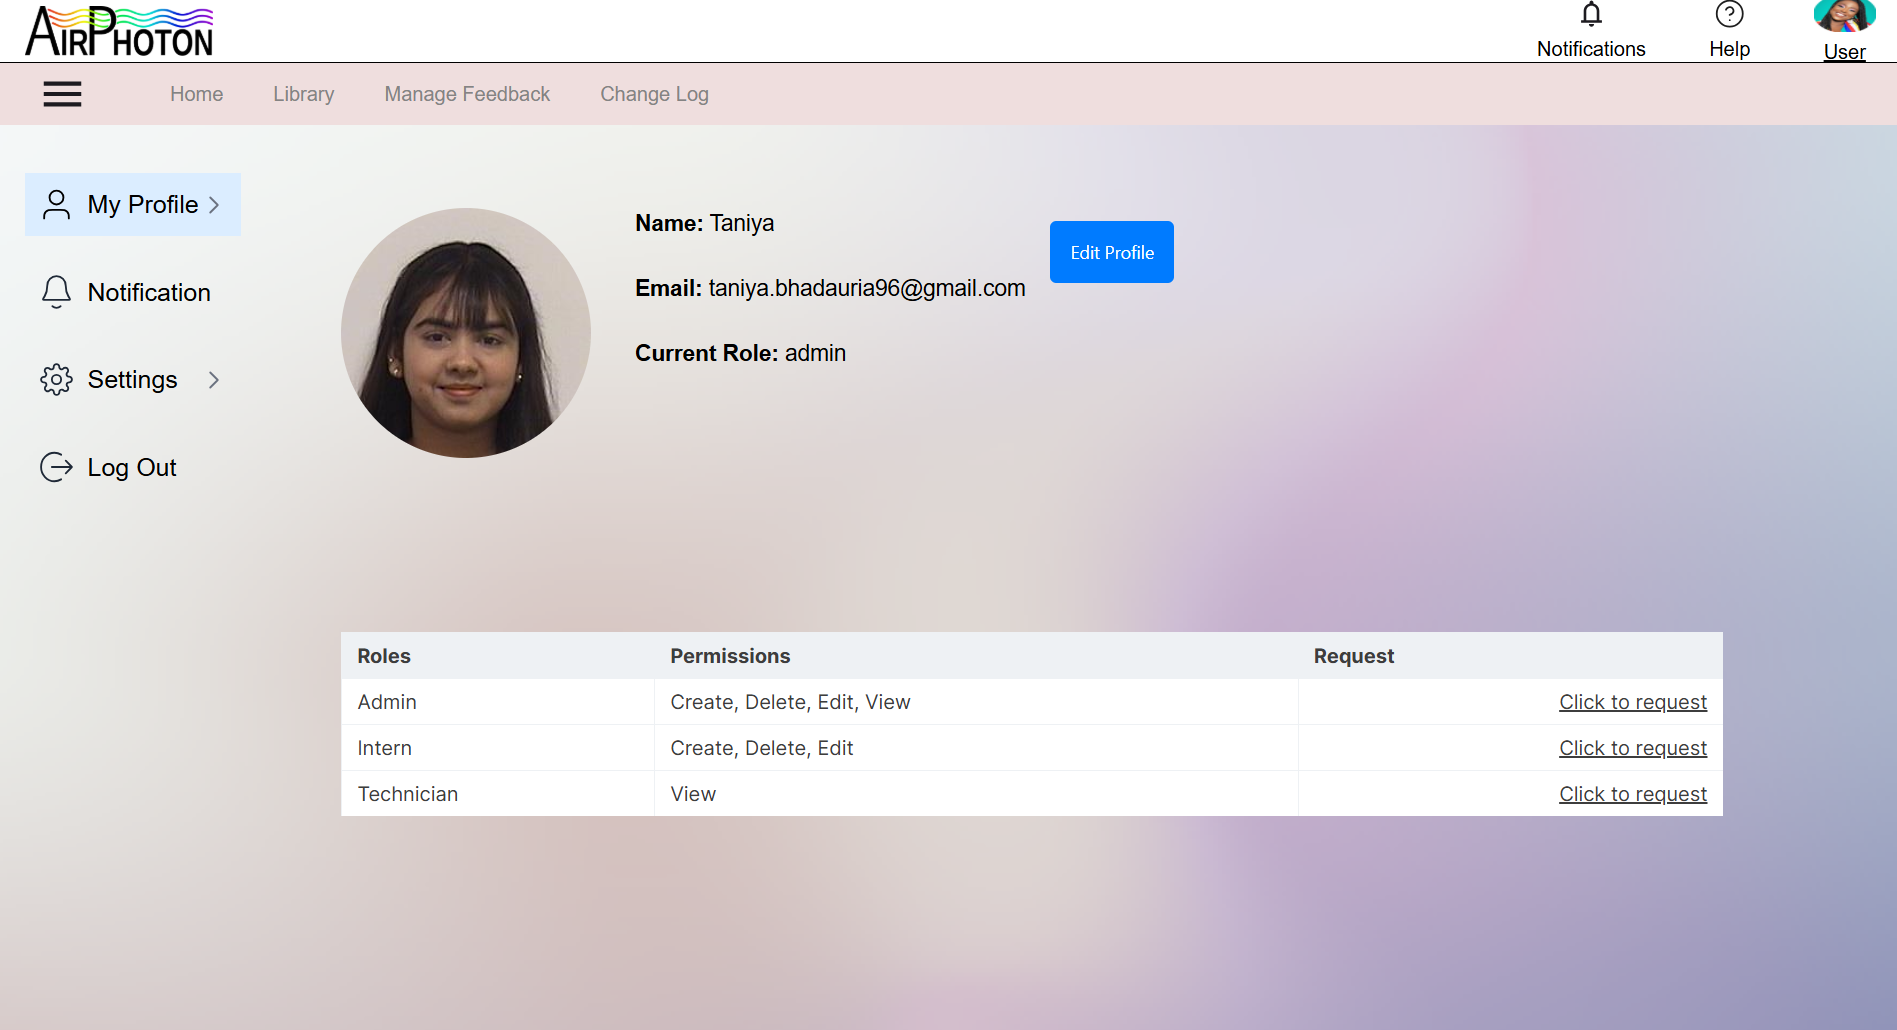 AIRPHOTON
Notifications
Help
User
Home
Library
Manage Feedback
Change Log
My Profile
Notification
Settings
Log Out
Name: Taniya
Email: taniya.bhadauria96@gmail.com
Current Role: admin
Edit Profile
Roles Permissions Request
Admin Create, Delete, Edit, View Click to request
Intern Create, Delete, Edit Click to request
Technician View Click to request